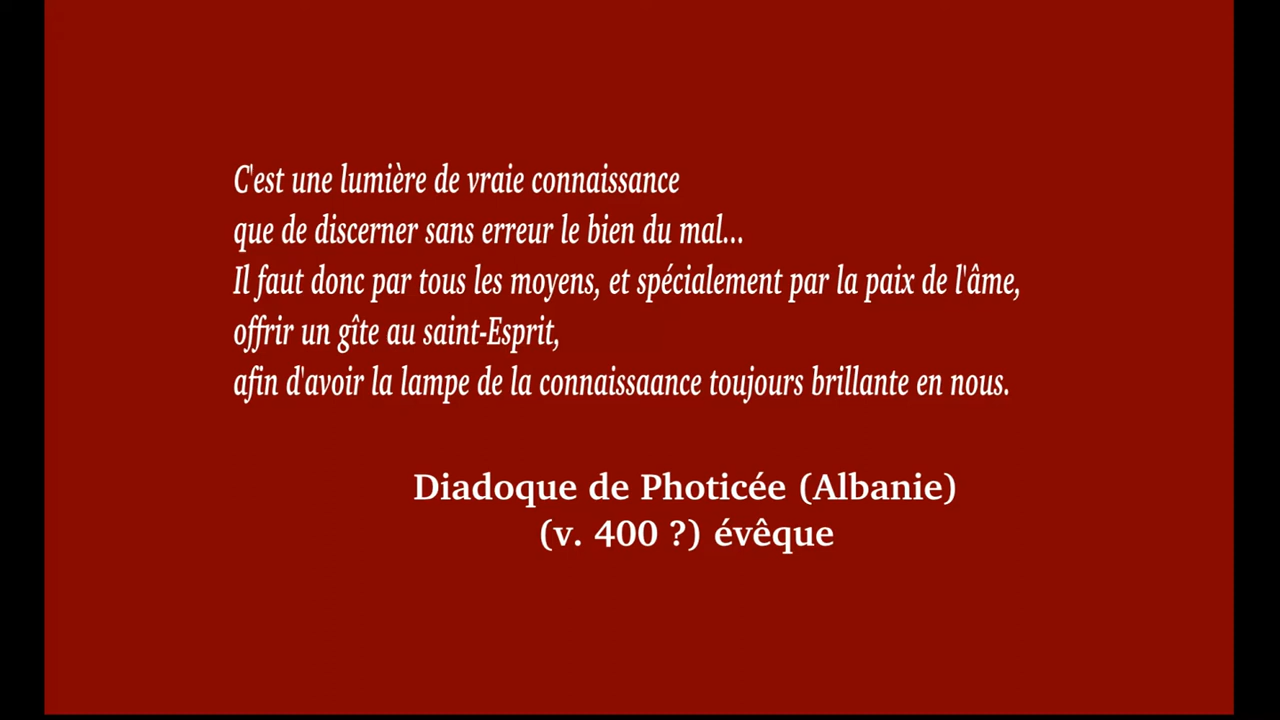 C'est une lumière de vraie connaissance
que de discerner sans erreur le bien du mal...
Il faut donc par tous les moyens, et spécialement par la paix de l'âme,
offrir un gîte au saint-Esprit,
afin d'avoir la lampe de la connaissaance toujours brillante en nous.
Diadoque de Photicée (Albanie)
(v. 400 ?) évêque